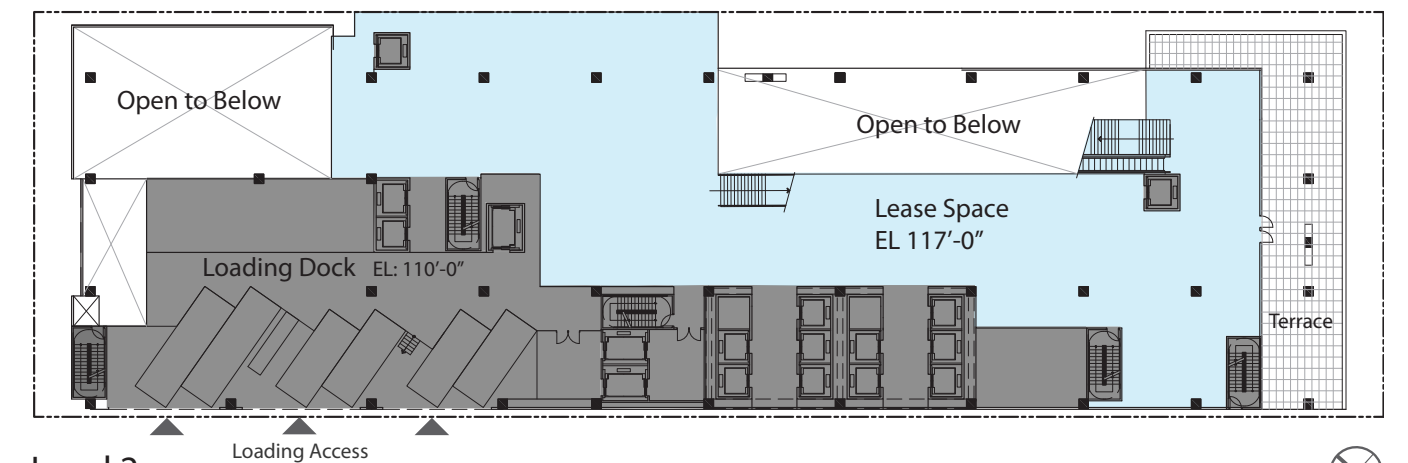 Open to Below
Open to Below
Lease Space
EL 117’-0”
Loading Dock EL: 110’-0”
Terrace
Loading Access